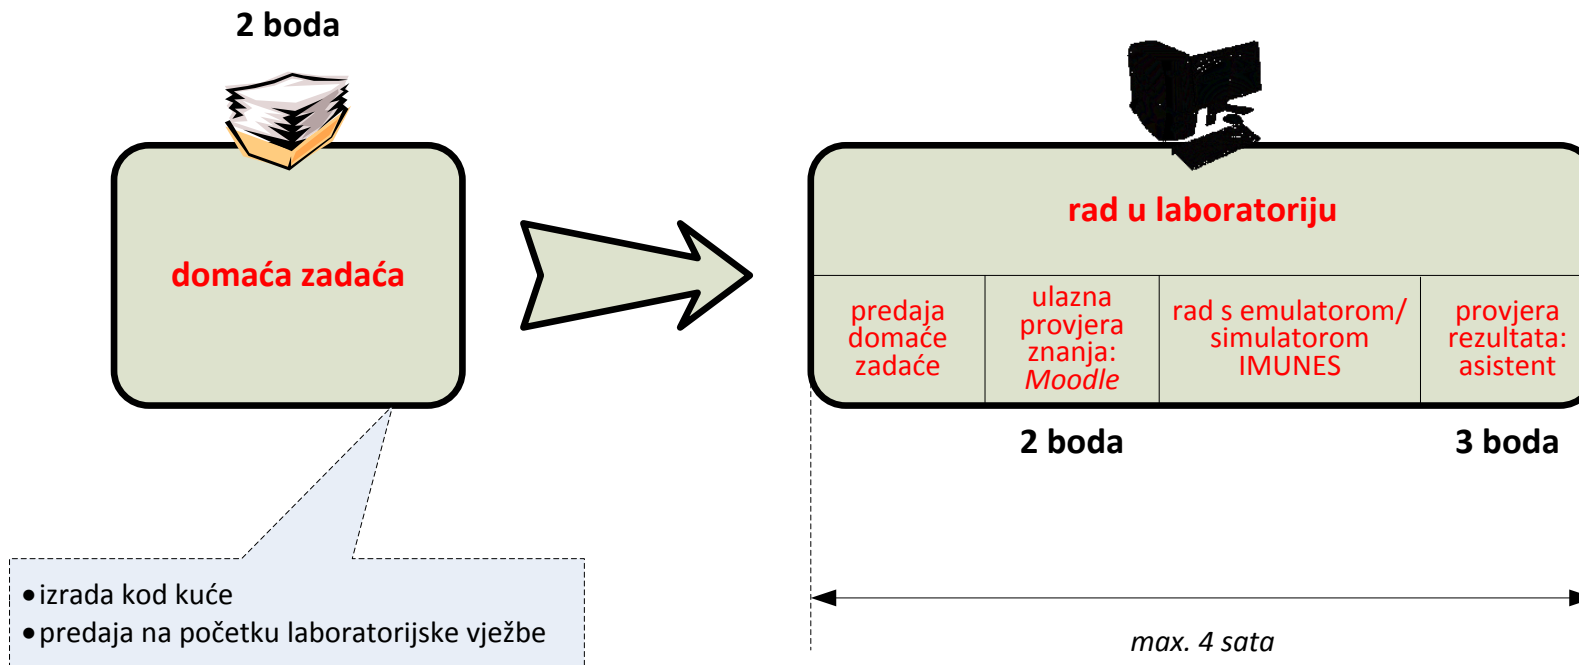 2 boda
domaća zadaća
• izrada kod kuće
• predaja na početku laboratorijske vježbe
rad u laboratoriju
predaja
domaće
zadaće
ulazna
provjera
znanja:
Moodle
rad s emulatorom/
simulatorom
IMUNES
provjera
rezultata:
asistent
2 boda
3 boda
max. 4 sata